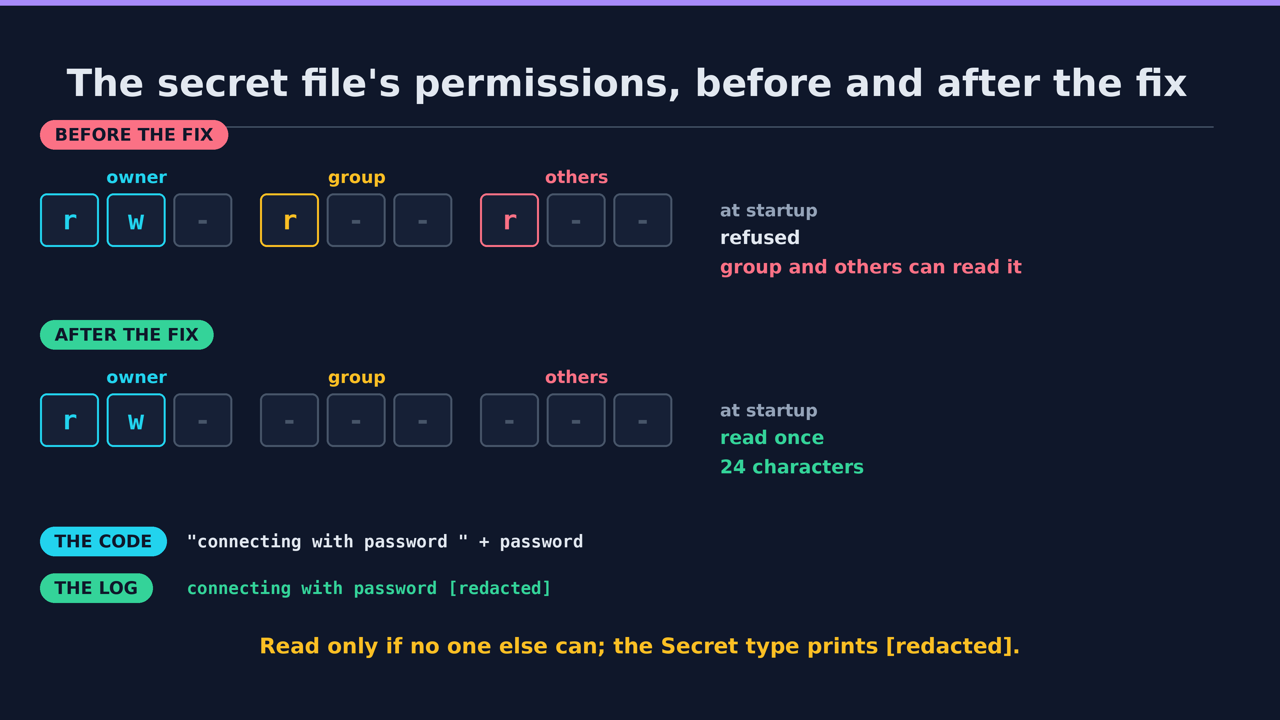 The secret file's permissions, before and after the fix
BEFORE THE FIX
owner group others
r w - r - - r - -
at startup
refused
group and others can read it
AFTER THE FIX
owner group others
r w - - - - - - -
at startup
read once
24 characters
THE CODE "connecting with password " + password
THE LOG connecting with password [redacted]
Read only if no one else can; the Secret type prints [redacted].